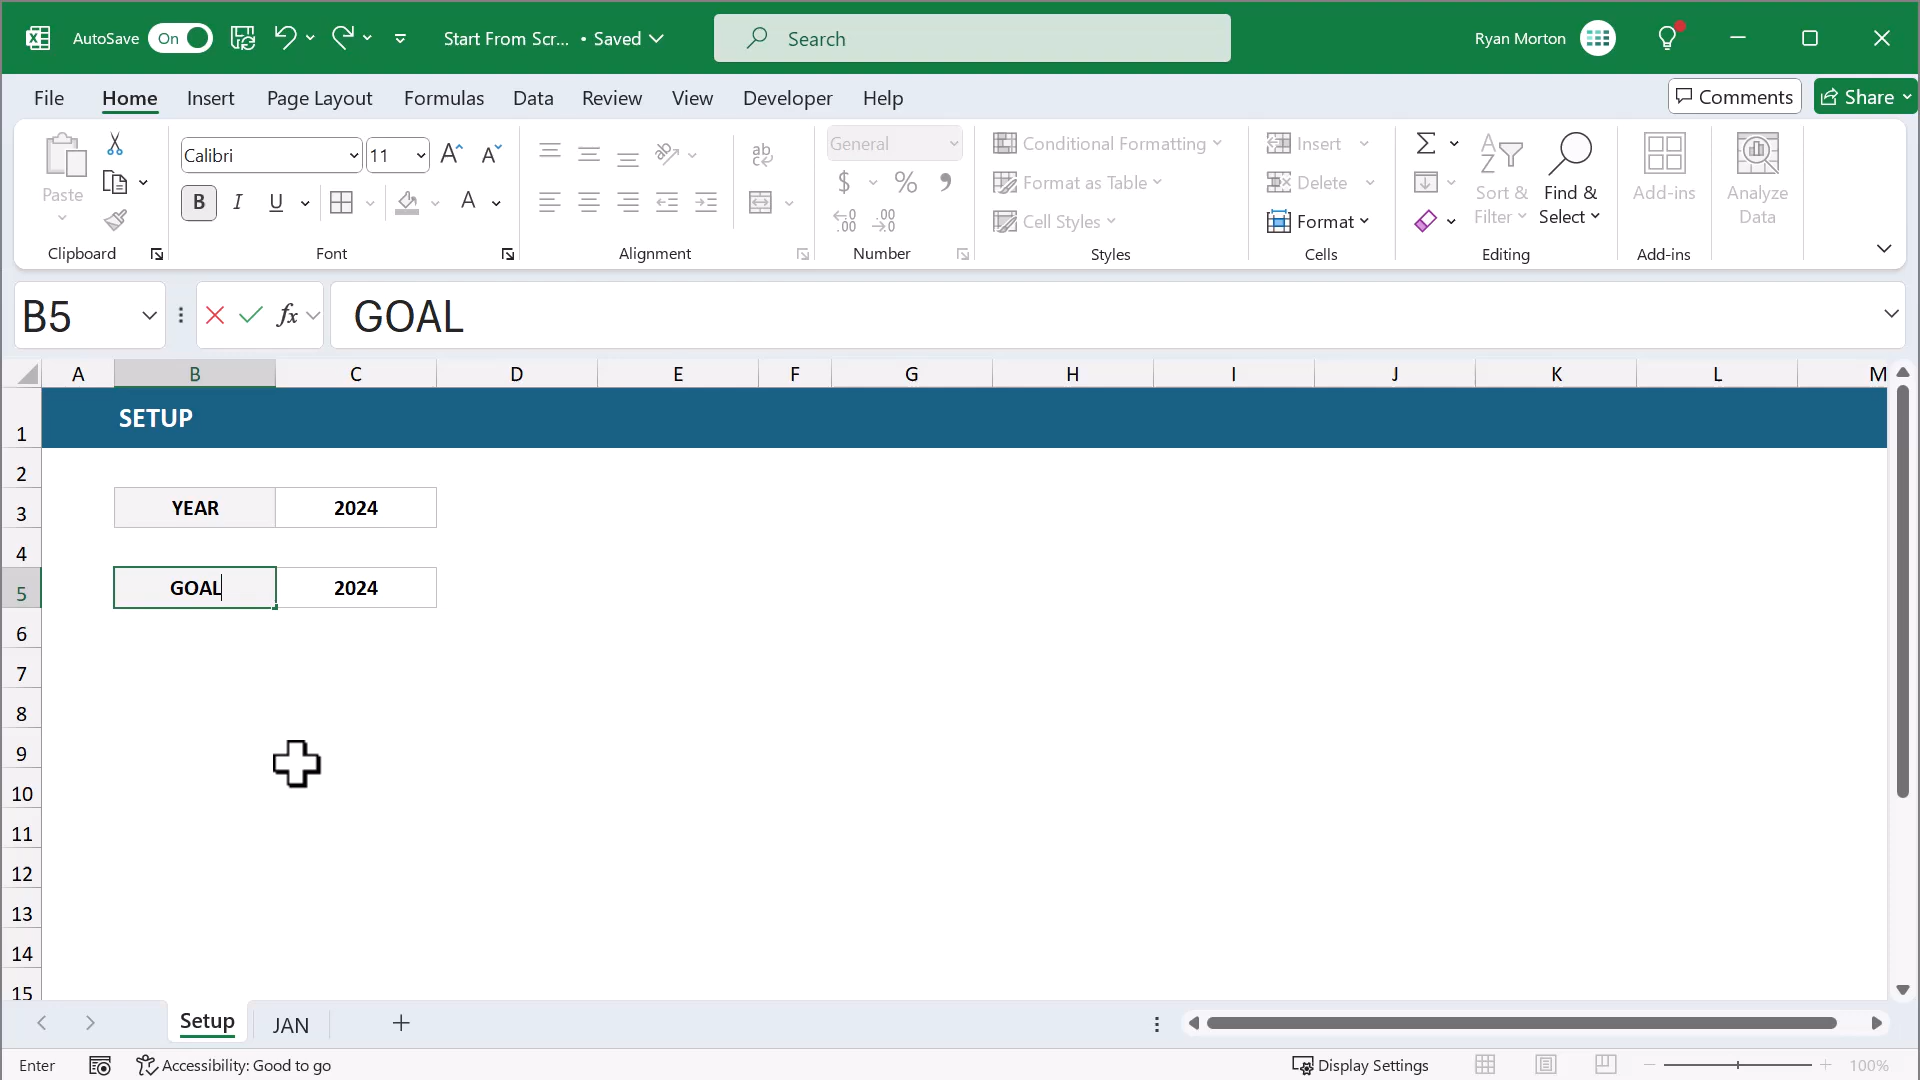 AutoSave On Start From Scr... • Saved Search Ryan Morton
File Home Insert Page Layout Formulas Data Review View Developer Help Comments Share
Calibri 11 ab General Conditional Formatting Insert
Paste Format as Table Delete Sort & Filter Find & Select Add-ins Analyze Data
B I U A $ % 9 Cell Styles Format
Clipboard Font Alignment Number Styles Cells Editing Add-ins
B5 fx GOAL
A B C D E F G H I J K L M
1 SETUP
2
3 YEAR 2024
4
5 GOAL 2024
6
7
8
9
10
11
12
13
14
15
Setup JAN
Enter Accessibility: Good to go Display Settings 100%